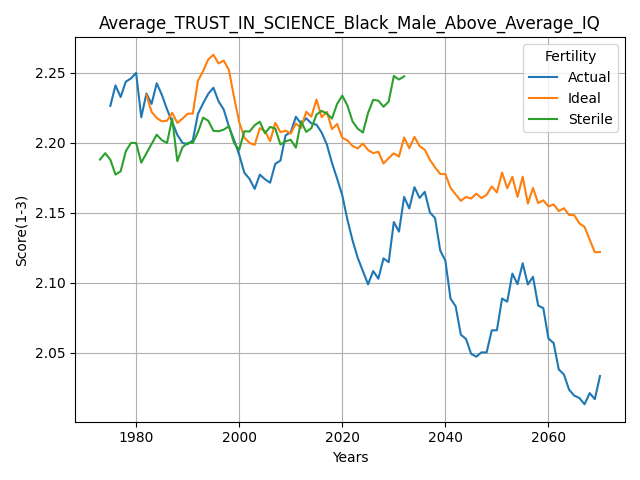 Average_TRUST_IN_SCIENCE_Black_Male_Above_Average_IQ
Fertility
Actual
Ideal
Sterile
2.25
2.20
2.15
2.10
2.05
Score(1-3)
1980
2000
2020
2040
2060
Years